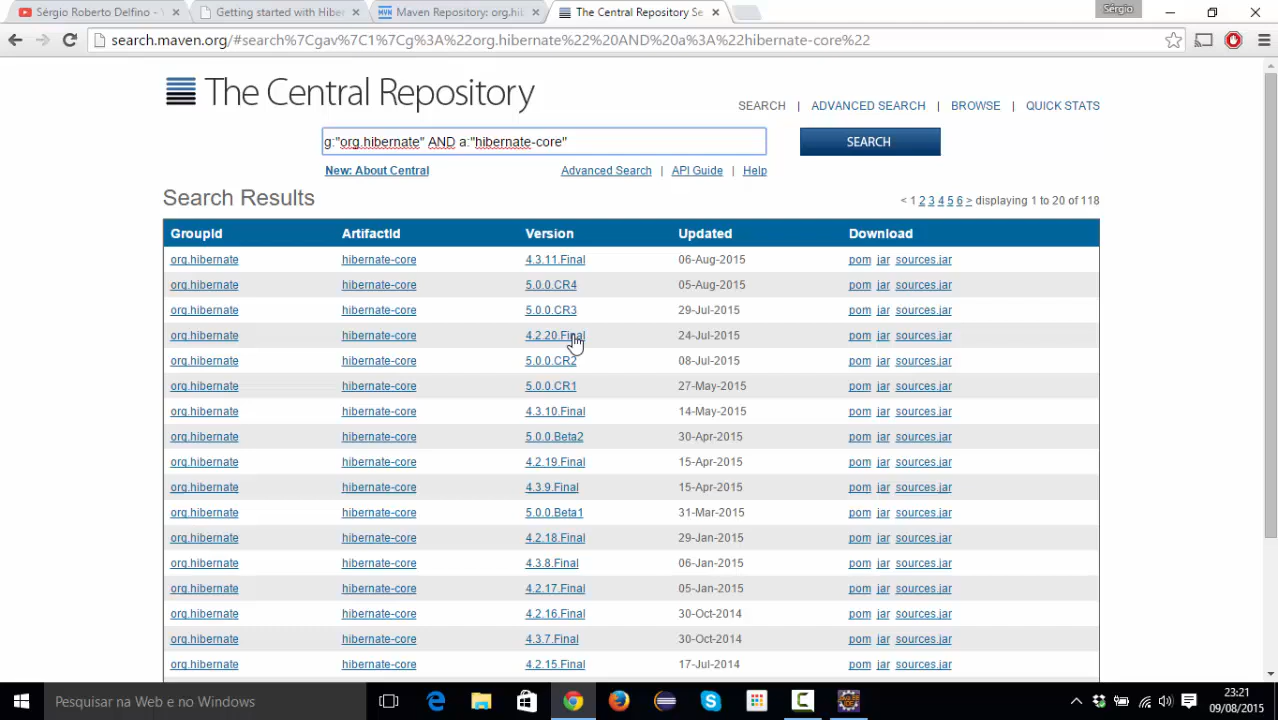 Sérgio Roberto Delfino - Y
Getting started with Hiber
Maven Repository: org.hib
The Central Repository Se
Sérgio
search.maven.org/#search%7Cgav%7C1%7Cg%3A%22org.hibernate%22%20AND%20a%3A%22hibernate-core%22
The Central Repository
SEARCH | ADVANCED SEARCH | BROWSE | QUICK STATS
g:"org.hibernate" AND a:"hibernate-core"
SEARCH
New: About Central
Advanced Search | API Guide | Help
Search Results
< 1 2 3 4 5 6 > displaying 1 to 20 of 118
GroupId ArtifactId Version Updated Download
org.hibernate hibernate-core 4.3.11.Final 06-Aug-2015 pom jar sources.jar
org.hibernate hibernate-core 5.0.0.CR4 05-Aug-2015 pom jar sources.jar
org.hibernate hibernate-core 5.0.0.CR3 29-Jul-2015 pom jar sources.jar
org.hibernate hibernate-core 4.2.20.Final 24-Jul-2015 pom jar sources.jar
org.hibernate hibernate-core 5.0.0.CR2 08-Jul-2015 pom jar sources.jar
org.hibernate hibernate-core 5.0.0.CR1 27-May-2015 pom jar sources.jar
org.hibernate hibernate-core 4.3.10.Final 14-May-2015 pom jar sources.jar
org.hibernate hibernate-core 5.0.0.Beta2 30-Apr-2015 pom jar sources.jar
org.hibernate hibernate-core 4.2.19.Final 15-Apr-2015 pom jar sources.jar
org.hibernate hibernate-core 4.3.9.Final 15-Apr-2015 pom jar sources.jar
org.hibernate hibernate-core 5.0.0.Beta1 31-Mar-2015 pom jar sources.jar
org.hibernate hibernate-core 4.2.18.Final 29-Jan-2015 pom jar sources.jar
org.hibernate hibernate-core 4.3.8.Final 06-Jan-2015 pom jar sources.jar
org.hibernate hibernate-core 4.2.17.Final 05-Jan-2015 pom jar sources.jar
org.hibernate hibernate-core 4.2.16.Final 30-Oct-2014 pom jar sources.jar
org.hibernate hibernate-core 4.3.7.Final 30-Oct-2014 pom jar sources.jar
org.hibernate hibernate-core 4.2.15.Final 17-Jul-2014 pom jar sources.jar
Pesquisar na Web e no Windows
23:21
09/08/2015